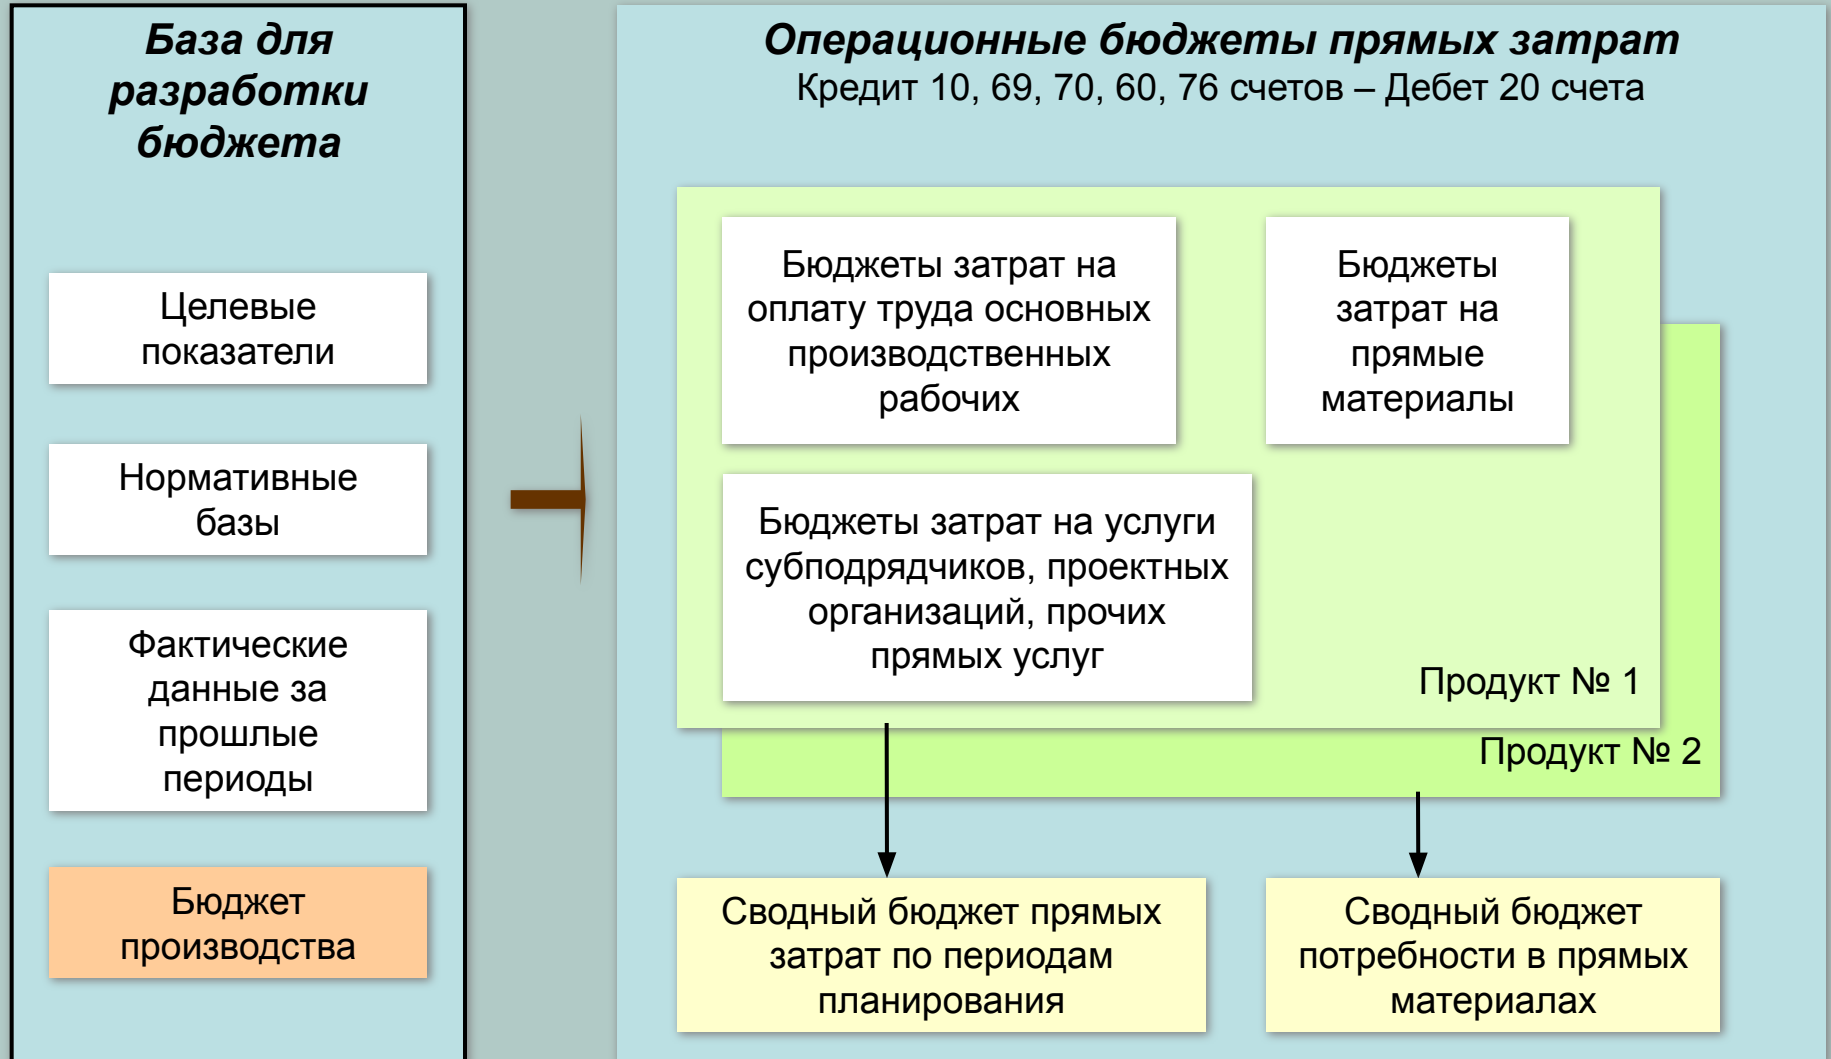 База для
разработки
бюджета
Целевые
показатели
Нормативные
базы
Фактические
данные за
прошлые
периоды
Бюджет
производства
Операционные бюджеты прямых затрат
Кредит 10, 69, 70, 60, 76 счетов – Дебет 20 счета
Бюджеты затрат на
оплату труда основных
производственных
рабочих
Бюджеты
затрат на
прямые
материалы
Бюджеты затрат на услуги
субподрядчиков, проектных
организаций, прочих
прямых услуг
Продукт № 1
Продукт № 2
Сводный бюджет прямых
затрат по периодам
планирования
Сводный бюджет
потребности в прямых
материалах